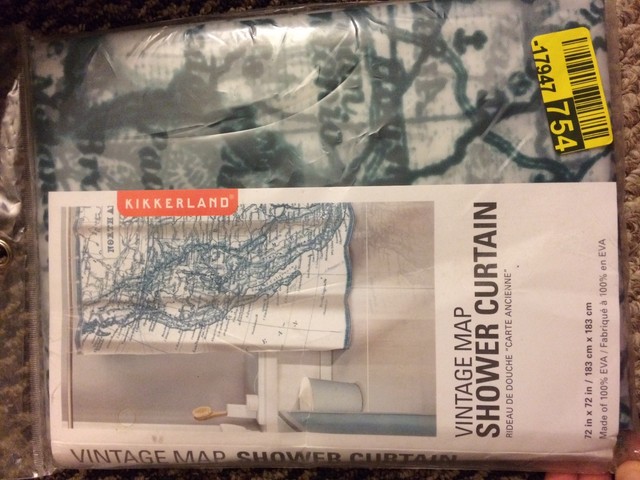 17947 754
KIKKERLAND®
VINTAGE MAP
SHOWER CURTAIN
RIDEAU DE DOUCHE "CARTE ANCIENNE"
72 in x 72 in / 183 cm x 183 cm
Made of 100% EVA / Fabriqué à 100% en EVA
VINTAGE MAP SHOWER CURTAIN